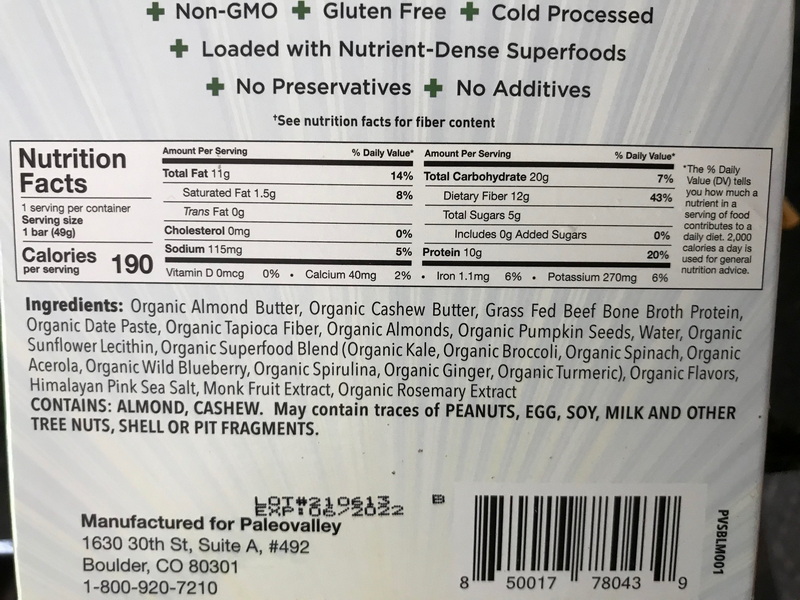 + Non-GMO + Gluten Free + Cold Processed
+ Loaded with Nutrient-Dense Superfoods
+ No Preservatives + No Additives
†See nutrition facts for fiber content
Nutrition
Facts
1 serving per container
Serving size
1 bar (49g)
Calories
per serving 190
Amount Per Serving % Daily Value*
Total Fat 11g 14%
Saturated Fat 1.5g 8%
Trans Fat 0g
Cholesterol 0mg 0%
Sodium 115mg 5%
Amount Per Serving % Daily Value*
Total Carbohydrate 20g 7%
Dietary Fiber 12g 43%
Total Sugars 5g
Includes 0g Added Sugars 0%
Protein 10g 20%
Vitamin D 0mcg 0% • Calcium 40mg 2% • Iron 1.1mg 6% • Potassium 270mg 6%
*The % Daily
Value (DV) tells
you how much a
nutrient in a
serving of food
contributes to a
daily diet. 2,000
calories a day is
used for general
nutrition advice.
Ingredients: Organic Almond Butter, Organic Cashew Butter, Grass Fed Beef Bone Broth Protein,
Organic Date Paste, Organic Tapioca Fiber, Organic Almonds, Organic Pumpkin Seeds, Water, Organic
Sunflower Lecithin, Organic Superfood Blend (Organic Kale, Organic Broccoli, Organic Spinach, Organic
Acerola, Organic Wild Blueberry, Organic Spirulina, Organic Ginger, Organic Turmeric), Organic Flavors,
Himalayan Pink Sea Salt, Monk Fruit Extract, Organic Rosemary Extract
CONTAINS: ALMOND, CASHEW. May contain traces of PEANUTS, EGG, SOY, MILK AND OTHER
TREE NUTS, SHELL OR PIT FRAGMENTS.
LOT#210613 B
EXP:06/2022
Manufactured for Paleovalley
1630 30th St, Suite A, #492
Boulder, CO 80301
1-800-920-7210
8 50017 78043 9
PVSBLM001